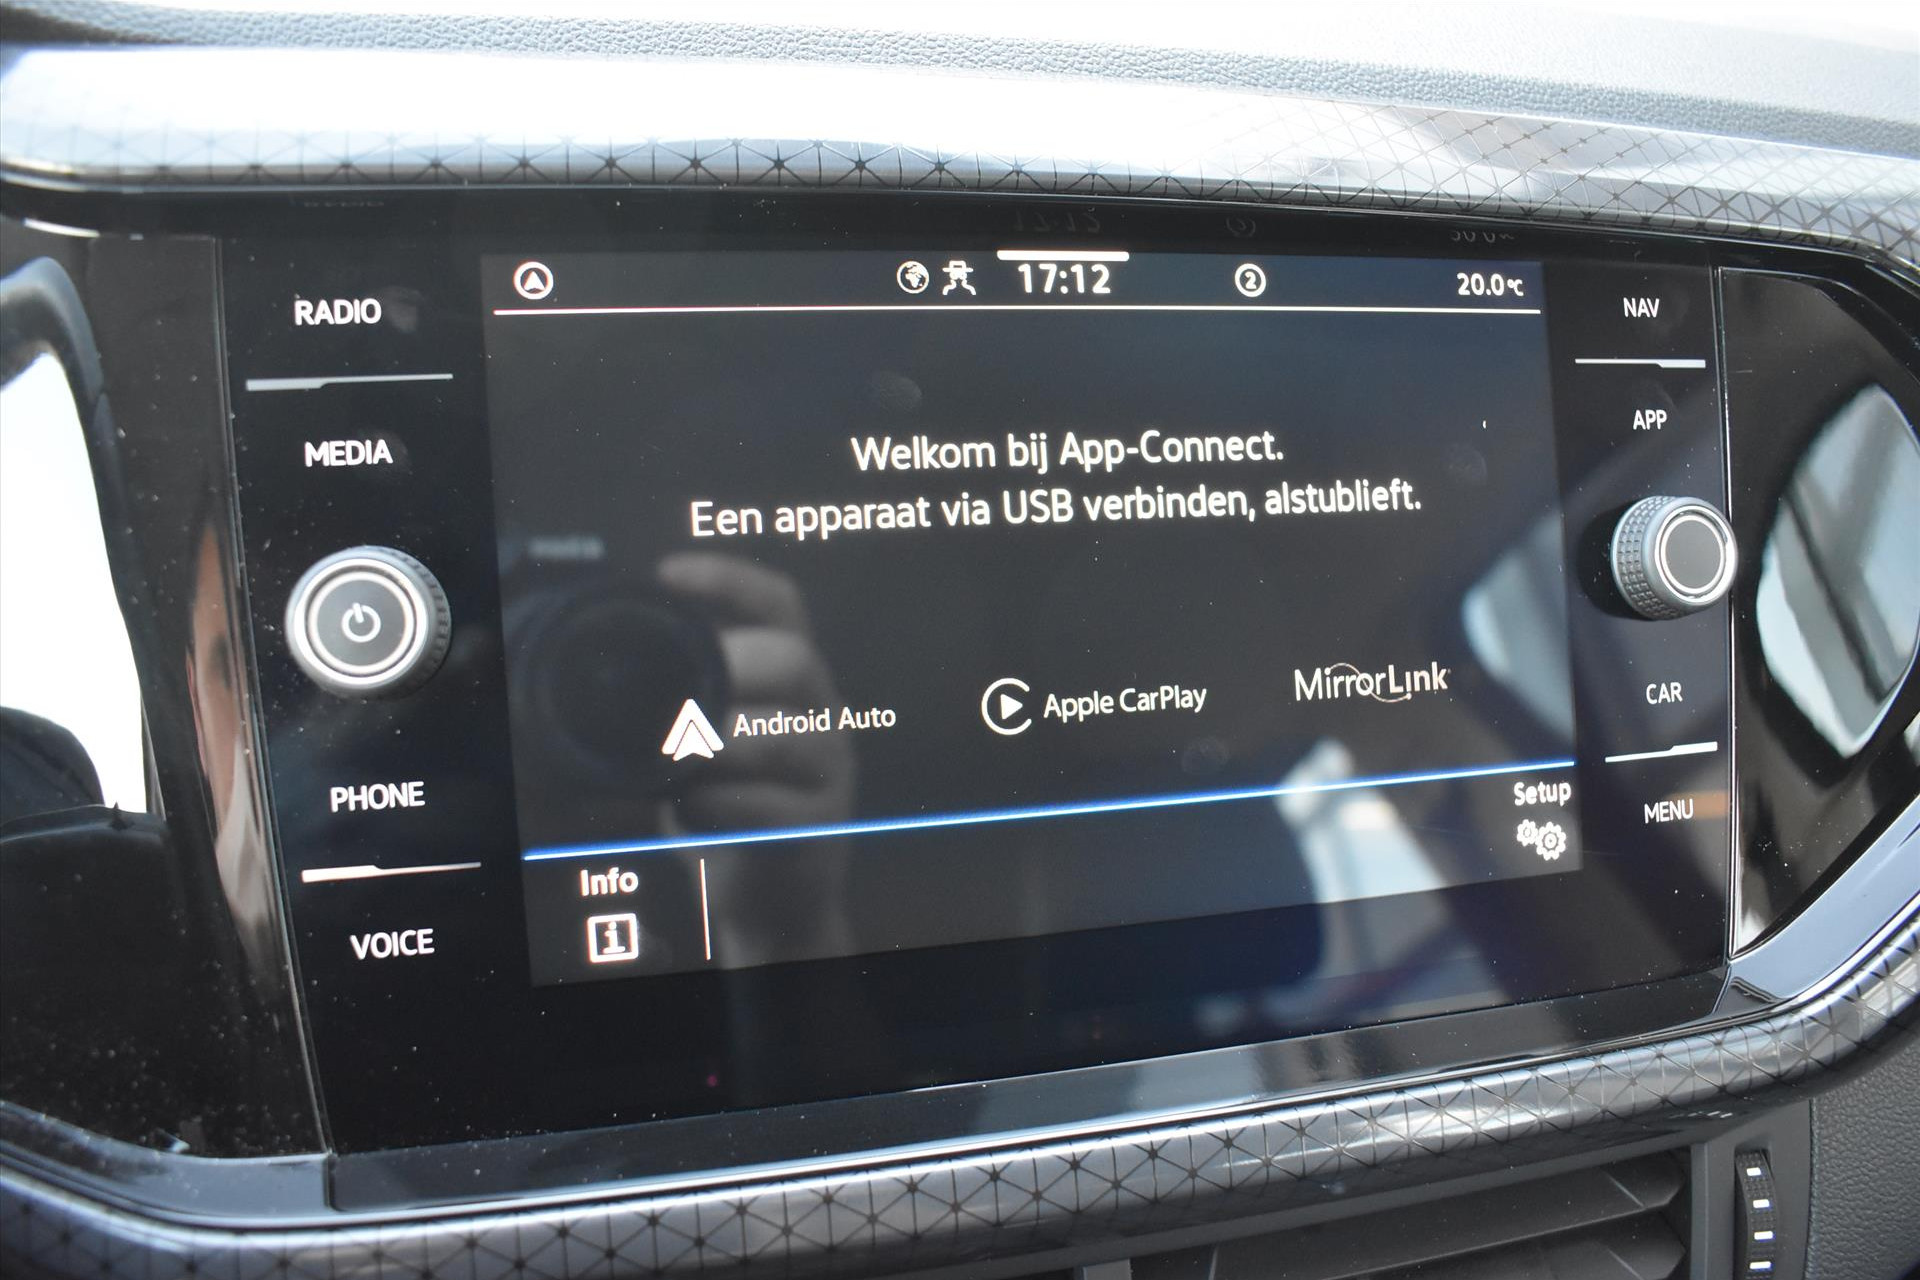 17:12
2
20.0°C
RADIO
MEDIA
PHONE
VOICE
Welkom bij App-Connect.
Een apparaat via USB verbinden, alstublieft.
Android Auto
Apple CarPlay
MirrorLink
Info
i
Setup
NAV
APP
CAR
MENU